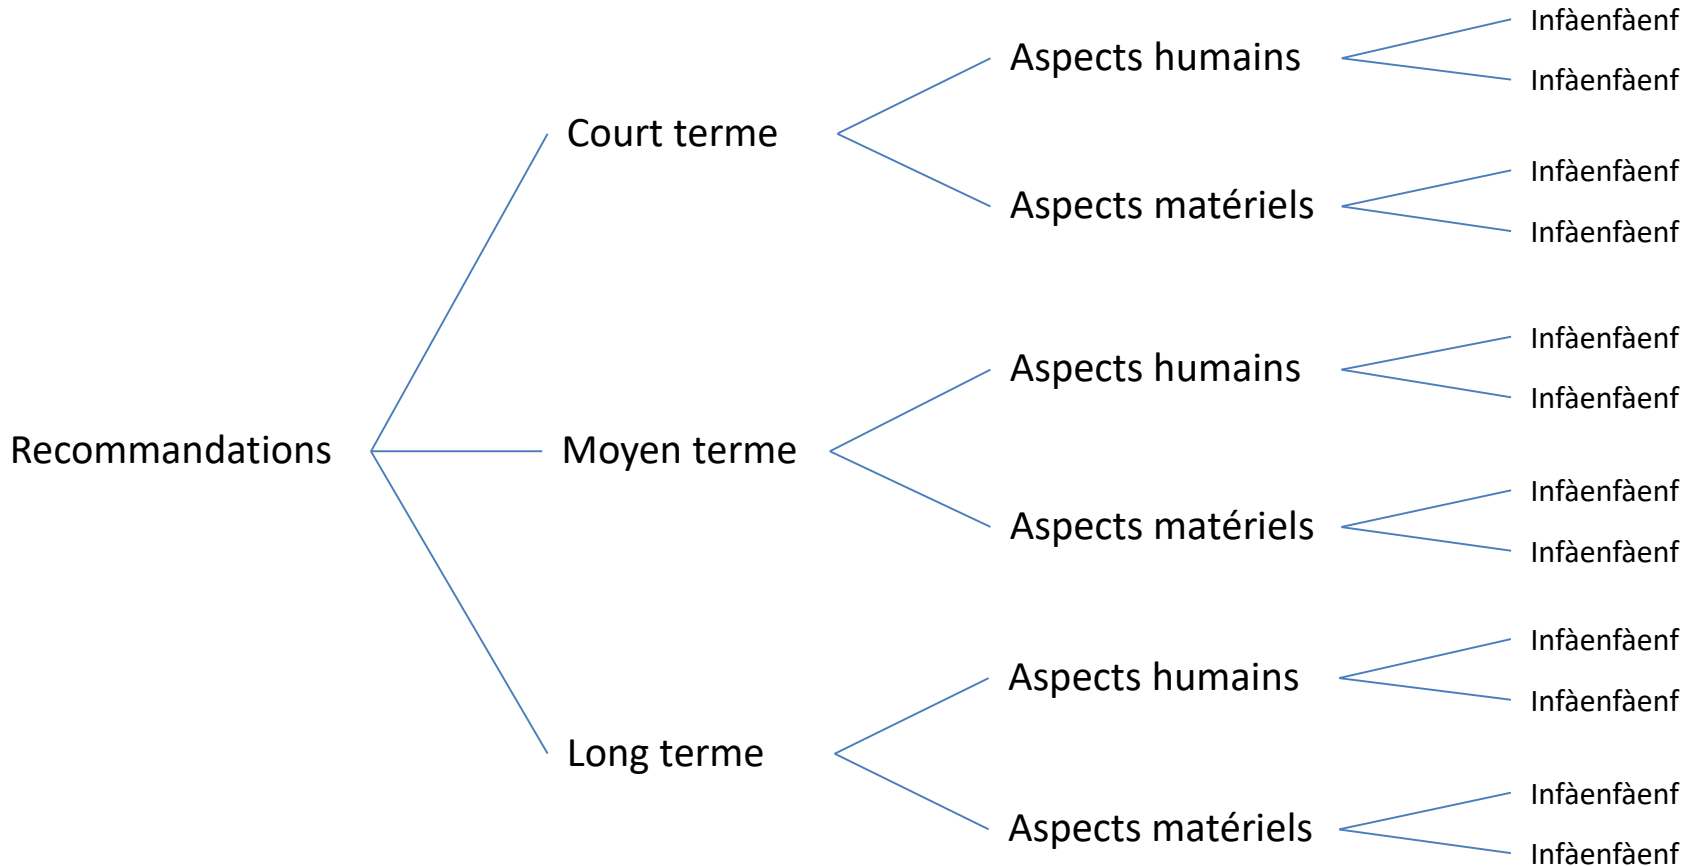 Recommandations
Court terme
Aspects humains
Infàenfàenf
Infàenfàenf
Aspects matériels
Infàenfàenf
Infàenfàenf
Moyen terme
Aspects humains
Infàenfàenf
Infàenfàenf
Aspects matériels
Infàenfàenf
Infàenfàenf
Long terme
Aspects humains
Infàenfàenf
Infàenfàenf
Aspects matériels
Infàenfàenf
Infàenfàenf